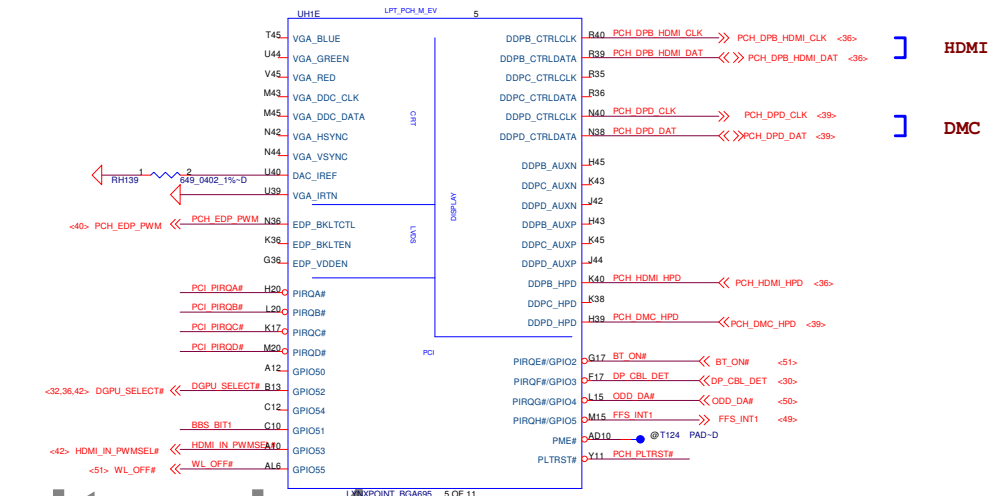 UH1E LPT_PCH_M_EV 5
T45 VGA_BLUE DDPB_CTRLCLK R40 PCH_DPB_HDMI_CLK PCH_DPB_HDMI_CLK <36>
HDMI
U44 VGA_GREEN DDPB_CTRLDATA R39 PCH_DPB_HDMI_DAT PCH_DPB_HDMI_DAT <36>
V45 VGA_RED DDPC_CTRLCLK R35
M43 VGA_DDC_CLK DDPC_CTRLDATA R36
M45 VGA_DDC_DATA DDPD_CTRLCLK N40 PCH_DPD_CLK PCH_DPD_CLK <39>
CRT
DMC
N42 VGA_HSYNC DDPD_CTRLDATA N38 PCH_DPD_DAT PCH_DPD_DAT <39>
N44 VGA_VSYNC
DDPB_AUXN H45
1 2 U40 DAC_IREF
RH139 649_0402_1%~D
DDPC_AUXN K43
U39 VGA_IRTN
DDPD_AUXN J42
DISPLAY
<40> PCH_EDP_PWM PCH_EDP_PWM N36 EDP_BKLTCTL DDPB_AUXP H43
LVDS
K36 EDP_BKLTEN DDPC_AUXP K45
G36 EDP_VDDEN DDPD_AUXP J44
DDPB_HPD K40 PCH_HDMI_HPD PCH_HDMI_HPD <36>
PCI_PIRQA# H20 PIRQA#
DDPC_HPD K38
PCI_PIRQB# L20 PIRQB#
DDPD_HPD H39 PCH_DMC_HPD PCH_DMC_HPD <39>
PCI_PIRQC# K17 PIRQC#
PCI_PIRQD# M20 PIRQD#
PCI
PIRQE#/GPIO2 G17 BT_ON# BT_ON# <51>
A12 GPIO50
PIRQF#/GPIO3 F17 DP_CBL_DET DP_CBL_DET <30>
<32,36,42> DGPU_SELECT# DGPU_SELECT# B13 GPIO52
PIRQG#/GPIO4 L15 ODD_DA# ODD_DA# <50>
C12 GPIO54
PIRQH#/GPIO5 M15 FFS_INT1 FFS_INT1 <49>
BBS_BIT1 C10 GPIO51
PME# AD10 @T124 PAD~D
<42> HDMI_IN_PWMSEL# HDMI_IN_PWMSEL# A10 GPIO53
PLTRST# Y11 PCH_PLTRST#
<51> WL_OFF# WL_OFF# AL6 GPIO55
LYNXPOINT_BGA695 5 OF 11